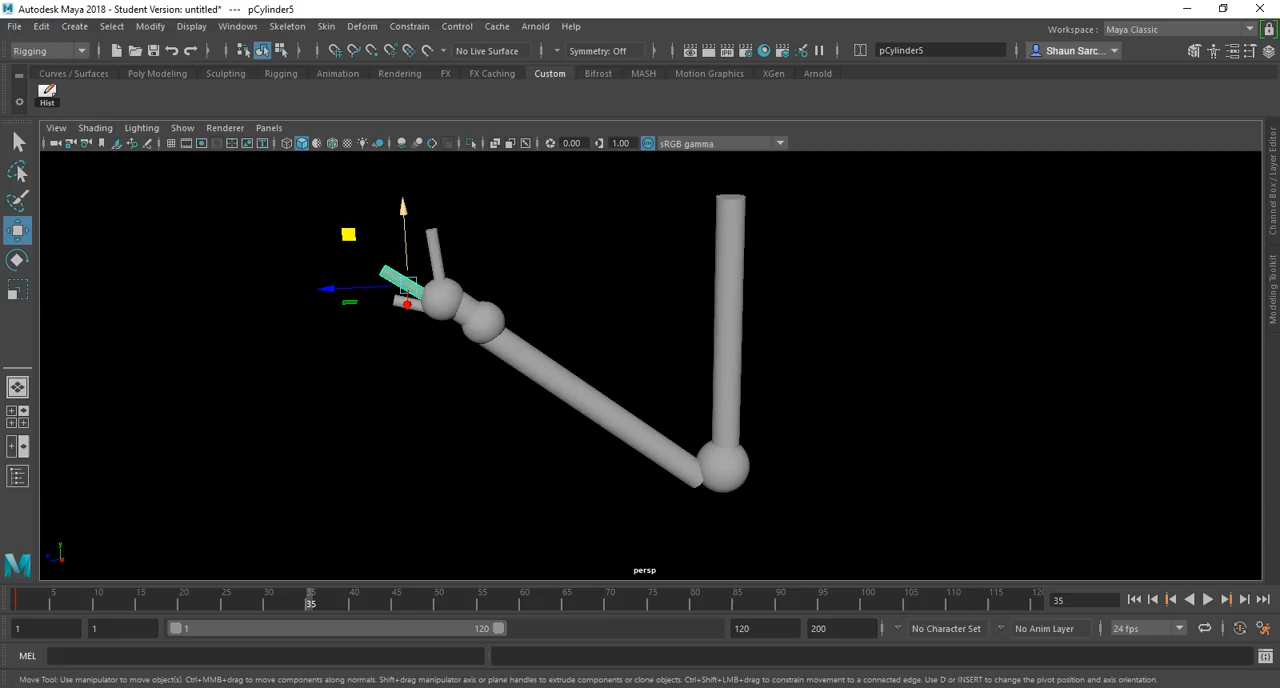 Autodesk Maya 2018 - Student Version: untitled*   ---   pCylinder5
File Edit Create Select Modify Display Windows Skeleton Skin Deform Constrain Control Cache Arnold Help
Workspace: Maya Classic
Rigging No Live Surface Symmetry: Off pCylinder5 Shaun Sarc...
Curves / Surfaces Poly Modeling Sculpting Rigging Animation Rendering FX FX Caching Custom Bifrost MASH Motion Graphics XGen Arnold
Hist
View Shading Lighting Show Renderer Panels
0.00 1.00 sRGB gamma
Channel Box / Layer Editor
Modeling Toolkit
y
persp
5 10 15 20 25 30 35 40 45 50 55 60 65 70 75 80 85 90 95 100 105 110 115 120
35 35
1 1 1 120 120 200 No Character Set No Anim Layer 24 fps
MEL
Move Tool: Use manipulator to move object(s). Ctrl+MMB+drag to move components along normals. Shift+drag manipulator axis or plane handles to extrude components or clone objects. Ctrl+Shift+LMB+drag to constrain movement to a connected edge. Use D or INSERT to change the pivot position and axis orientation.